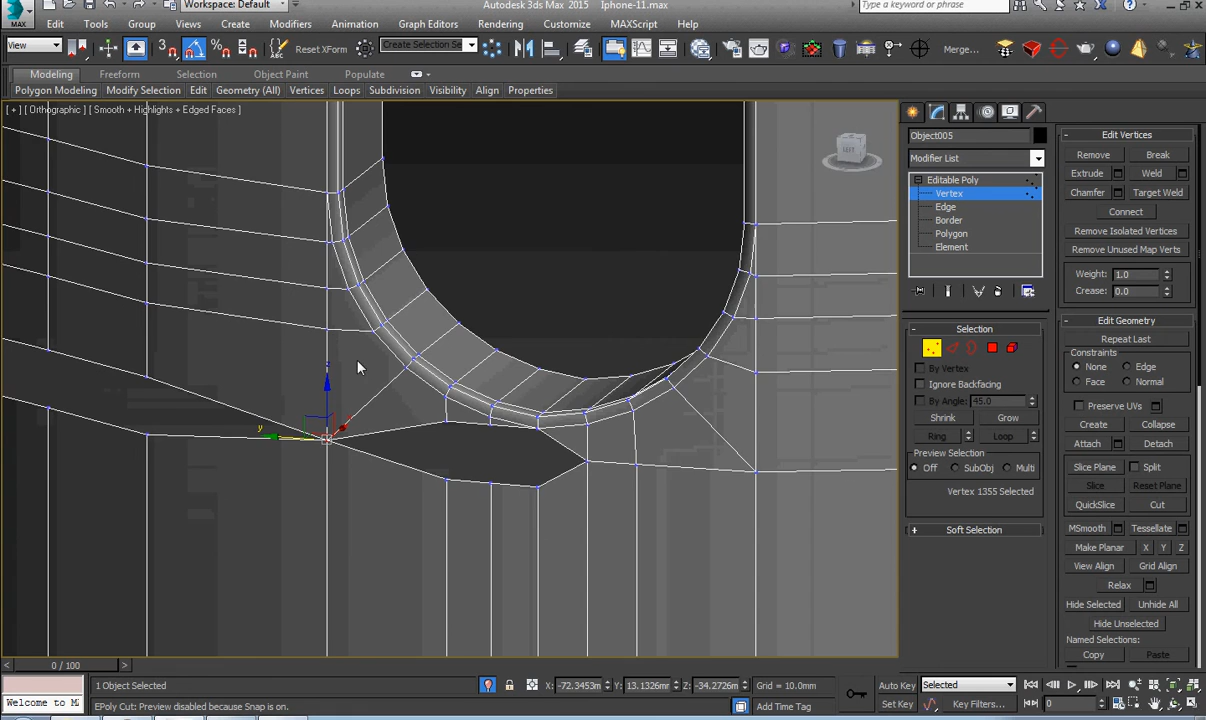 Workspace: Default
Autodesk 3ds Max 2015 Iphone-11.max
MAX
Edit Tools Group Views Create Modifiers Animation Graph Editors Rendering Customize MAXScript Help
View
3
Reset XForm
Create Selection Se
Merge...
Modeling Freeform Selection Object Paint Populate
Polygon Modeling Modify Selection Edit Geometry (All) Vertices Loops Subdivision Visibility Align Properties
[ + ] [ Orthographic ] [ Smooth + Highlights + Edged Faces ]
z
y
Object005
Modifier List
Editable Poly
Vertex
Edge
Border
Polygon
Element
Selection
By Vertex
Ignore Backfacing
By Angle: 45.0
Shrink Grow
Ring Loop
Preview Selection
Off SubObj Multi
Vertex 1355 Selected
Soft Selection
Edit Vertices
Remove Break
Extrude Weld
Chamfer Target Weld
Connect
Remove Isolated Vertices
Remove Unused Map Verts
Weight: 1.0
Crease: 0.0
Edit Geometry
Repeat Last
Constraints
None Edge
Face Normal
Preserve UVs
Create Collapse
Attach Detach
Slice Plane Split
Slice Reset Plane
QuickSlice Cut
MSmooth Tessellate
Make Planar X Y Z
View Align Grid Align
Relax
Hide Selected Unhide All
Hide Unselected
Named Selections:
Copy Paste
0 / 100
1 Object Selected
X: -72.3453m Y: 13.1326mm Z: -34.2726m Grid = 10.0mm
Auto Key Selected
Welcome to M
EPoly Cut: Preview disabled because Snap is on.
Add Time Tag
Set Key Key Filters...
0